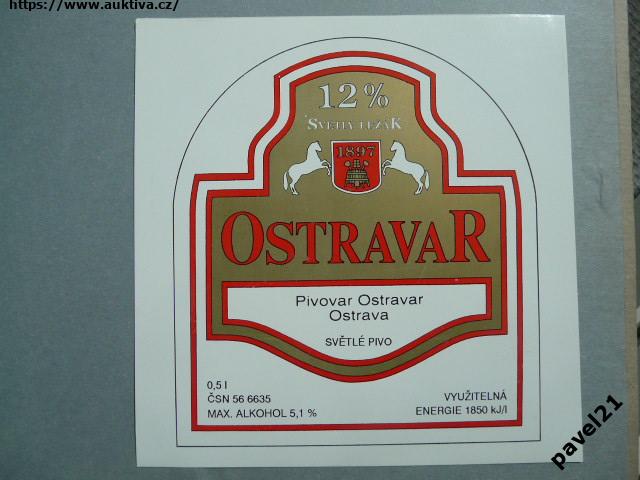 https://www.auktiva.cz/
12%
SVĚTLÝ LEŽÁK
1897
OSTRAVAR
Pivovar Ostravar
Ostrava
SVĚTLÉ PIVO
0,5 l
ČSN 56 6635
MAX. ALKOHOL 5,1 %
VYUŽITELNÁ
ENERGIE 1850 kJ/l
pavel21